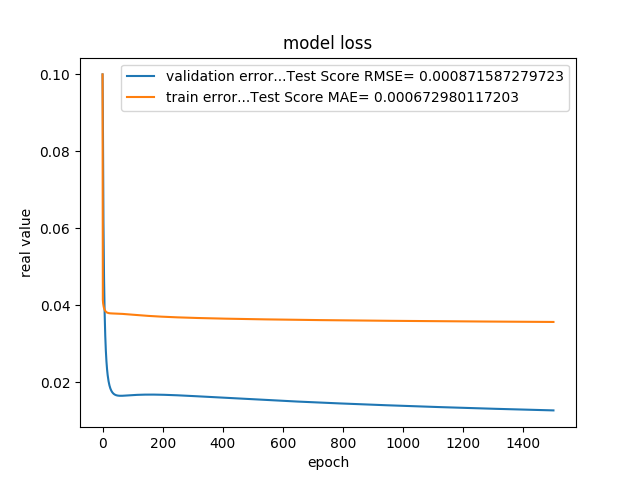 model loss
validation error...Test Score RMSE= 0.000871587279723
train error...Test Score MAE= 0.000672980117203
0.10
0.08
0.06
0.04
0.02
real value
0 200 400 600 800 1000 1200 1400
epoch